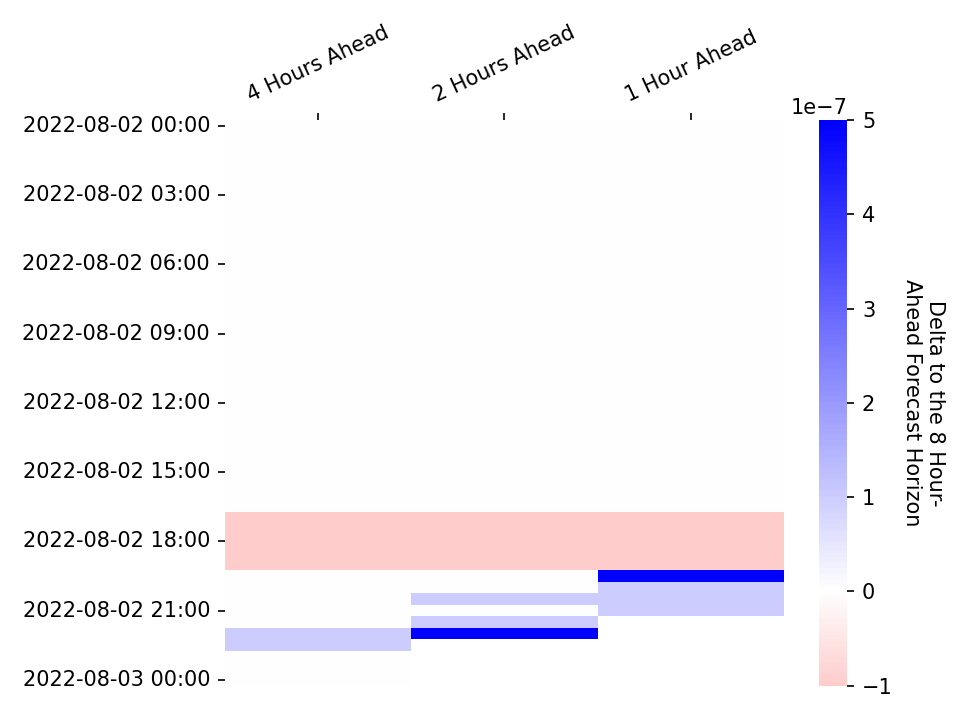 4 Hours Ahead
2 Hours Ahead
1 Hour Ahead
1e−7
2022-08-02 00:00
2022-08-02 03:00
2022-08-02 06:00
2022-08-02 09:00
2022-08-02 12:00
2022-08-02 15:00
2022-08-02 18:00
2022-08-02 21:00
2022-08-03 00:00
5
4
3
2
1
0
−1
Delta to the 8 Hour-
Ahead Forecast Horizon